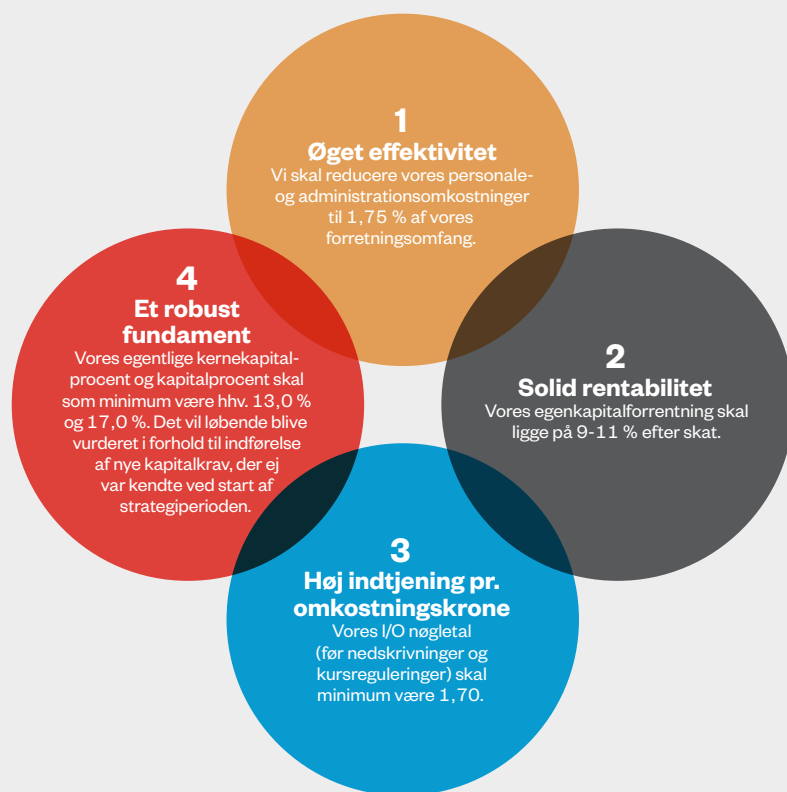 1
Øget effektivitet
Vi skal reducere vores personale-
og administrationsomkostninger
til 1,75 % af vores
forretningsomfang.
2
Solid rentabilitet
Vores egenkapitalforrentning skal
ligge på 9-11 % efter skat.
3
Høj indtjening pr.
omkostningskrone
Vores I/O nøgletal
(før nedskrivninger og
kursreguleringer) skal
minimum være 1,70.
4
Et robust
fundament
Vores egentlige kernekapital-
procent og kapitalprocent skal
som minimum være hhv. 13,0 %
og 17,0 %. Det vil løbende blive
vurderet i forhold til indførelse
af nye kapitalkrav, der ej
var kendte ved start af
strategiperioden.